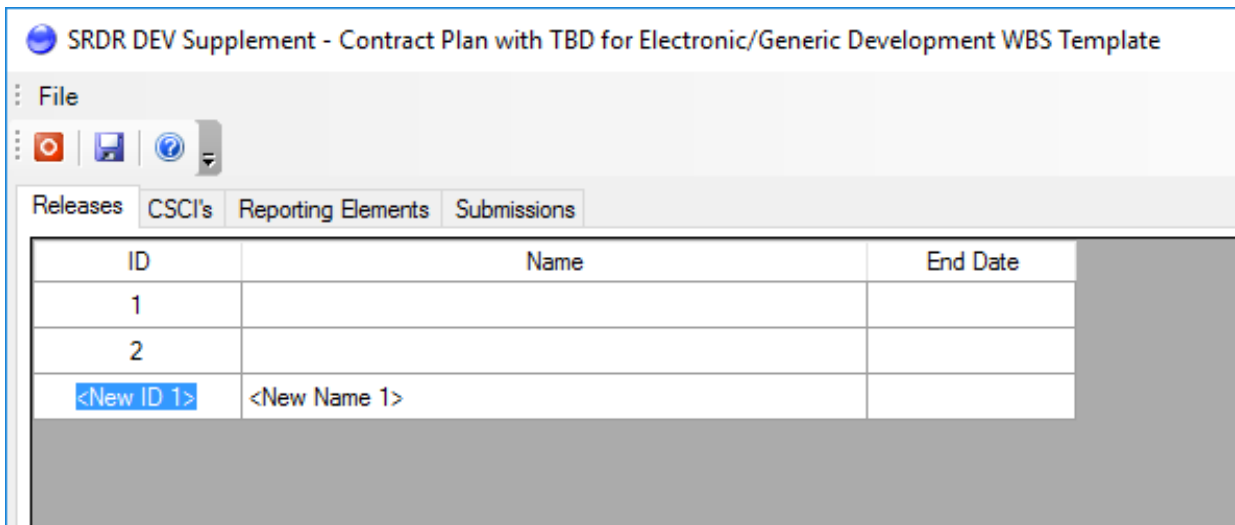 SRDR DEV Supplement - Contract Plan with TBD for Electronic/Generic Development WBS Template
File
Releases CSCI's Reporting Elements Submissions
ID Name End Date
1
2
<New ID 1> <New Name 1>